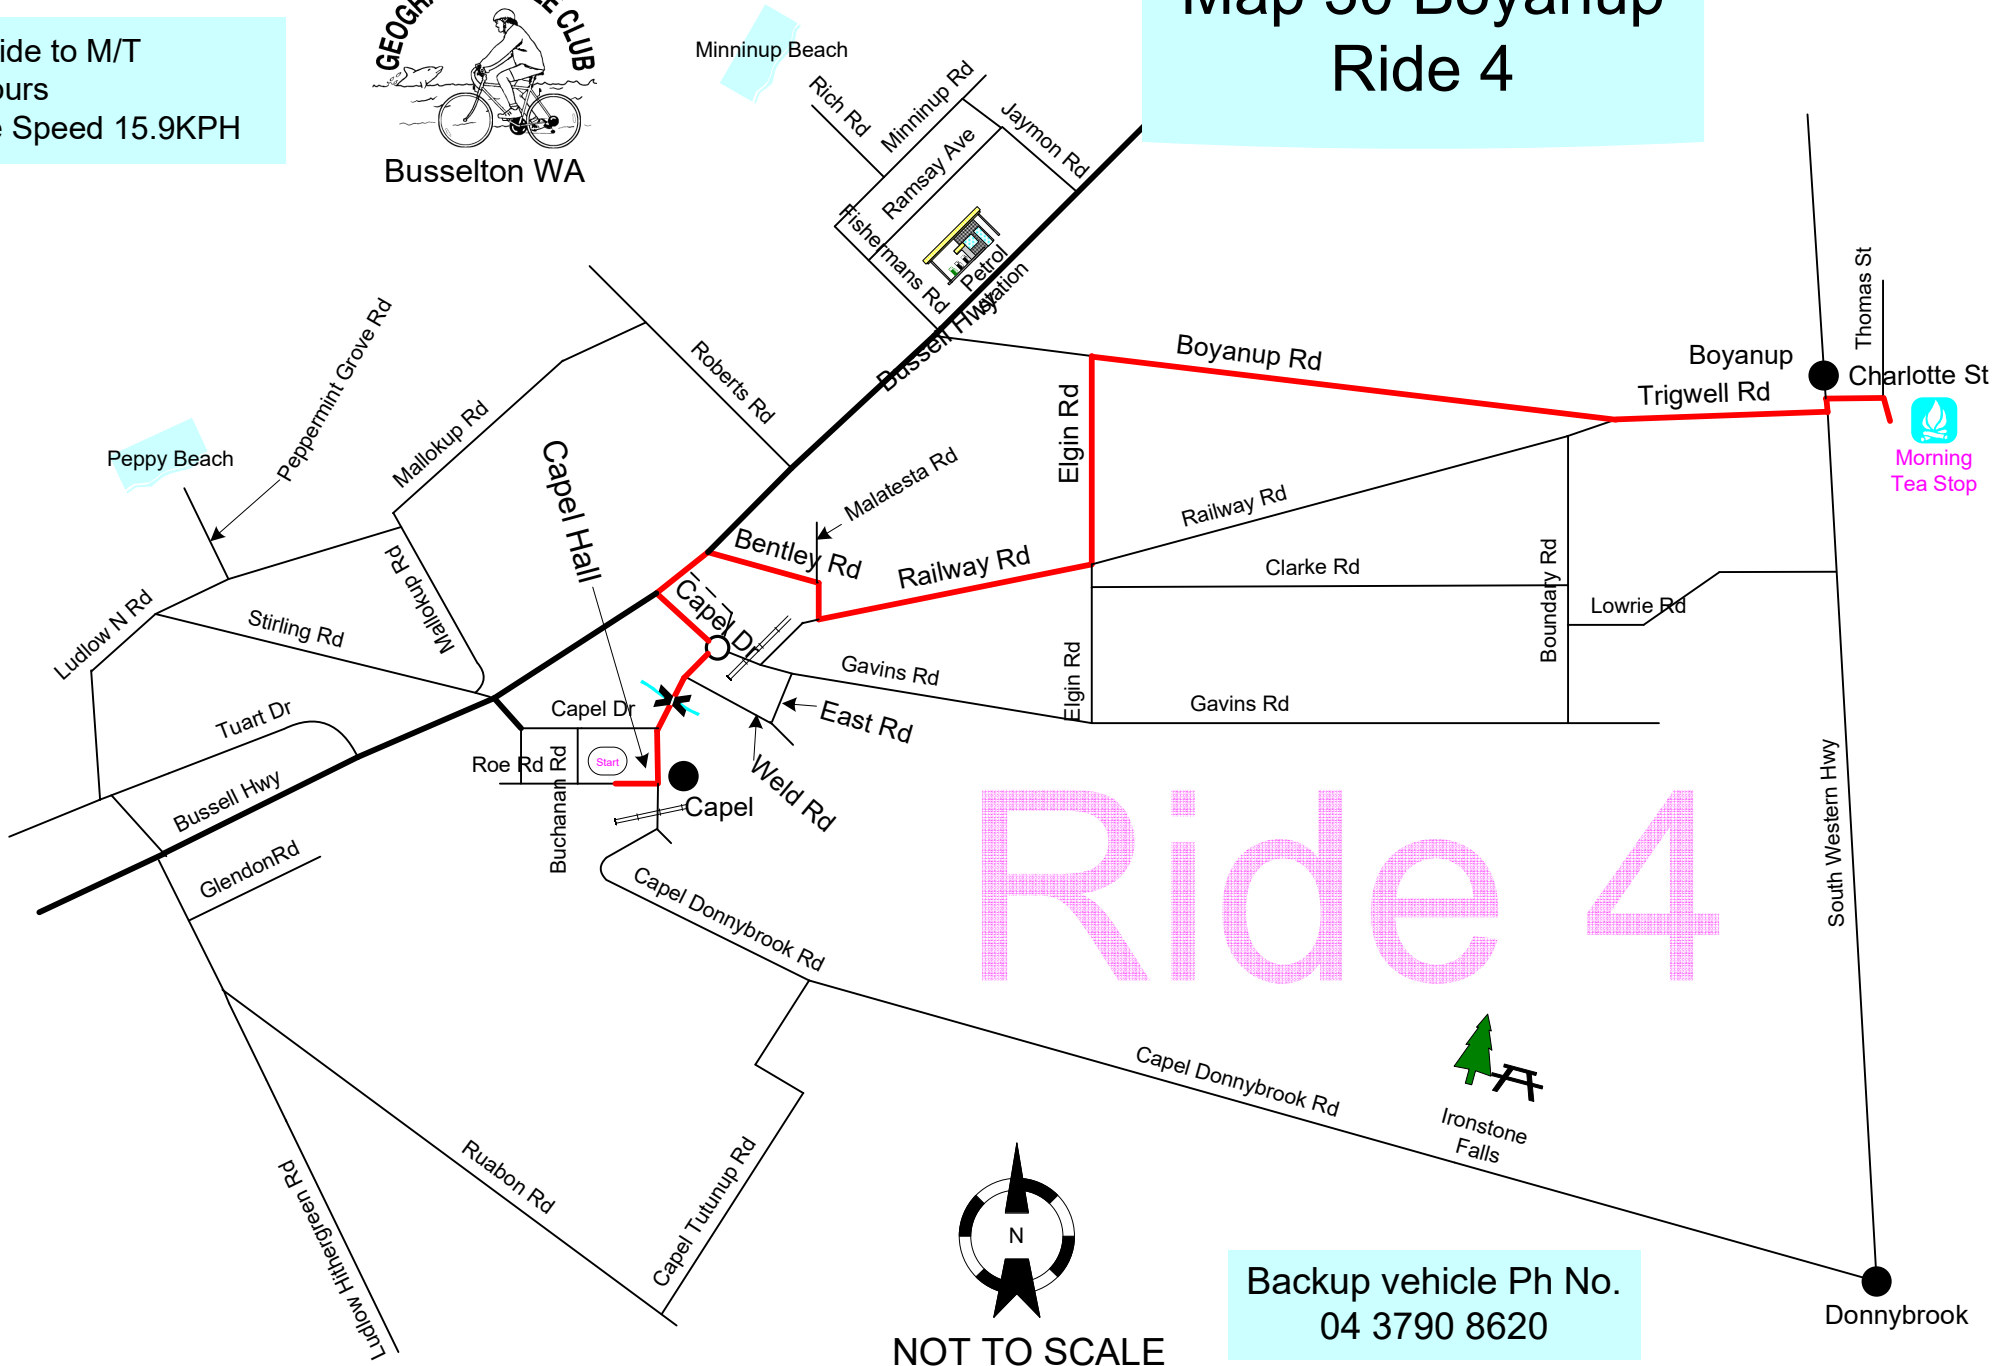 ide to M/T
ours
Speed 15.9KPH
CLUB
Busselton WA
Minninup Beach
Map 30 Boyanup
Ride 4
Rich Rd
Minninup Rd
Jaymon Rd
Ramsay Ave
Fishermans Rd
Petrol
Station
Bussell Hwy
Peppermint Grove Rd
Peppy Beach
Roberts Rd
Mallokup Rd
Capel Hall
Malatesta Rd
Elgin Rd
Boyanup Rd
Boyanup
Thomas St
Charlotte St
Trigwell Rd
Morning
Tea Stop
Railway Rd
Bentley Rd
Railway Rd
Clarke Rd
Boundary Rd
Lowrie Rd
Ludlow N Rd
Stirling Rd
Mallokup Rd
Capel Dr
Gavins Rd
Elgin Rd
Gavins Rd
Tuart Dr
Capel Dr
East Rd
Roe Rd
Buchanan Rd
Start
Weld Rd
Capel
Bussell Hwy
GlendonRd
South Western Hwy
Ride 4
Capel Donnybrook Rd
Capel Donnybrook Rd
Ironstone
Falls
Ruabon Rd
Capel Tutunup Rd
Ludlow Hithergreen Rd
N
NOT TO SCALE
Backup vehicle Ph No.
04 3790 8620
Donnybrook